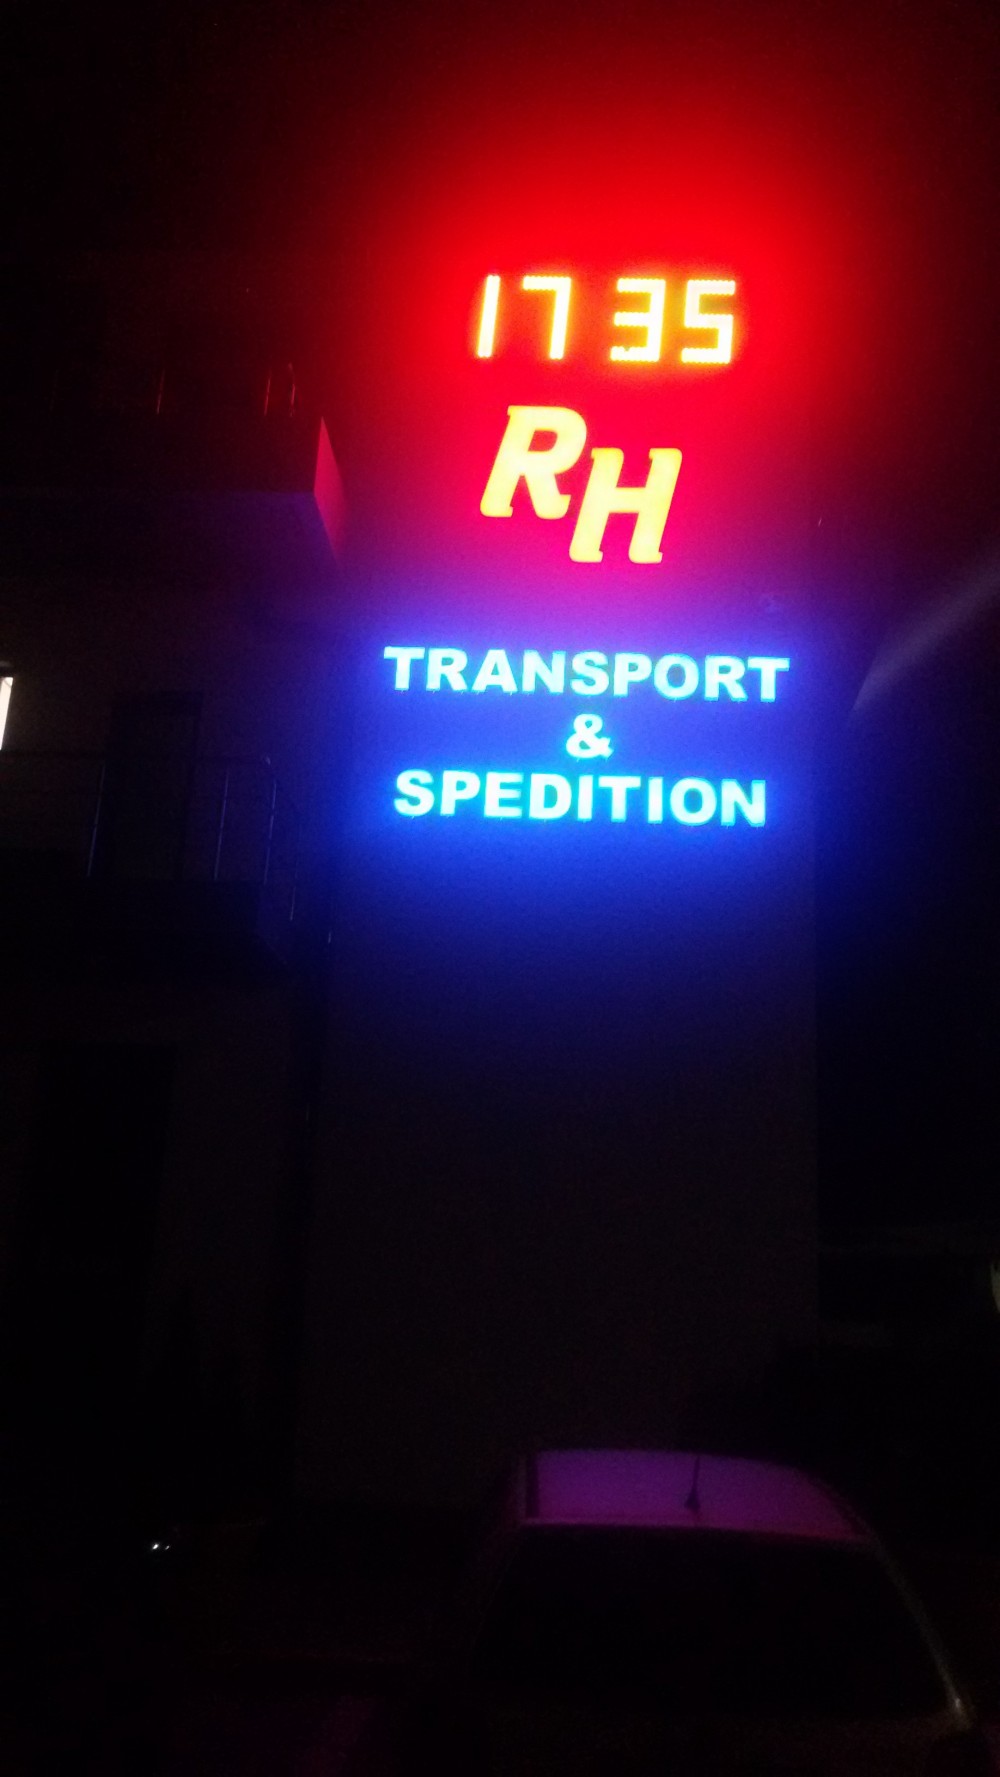 17 35
RH
TRANSPORT
&
SPEDITION